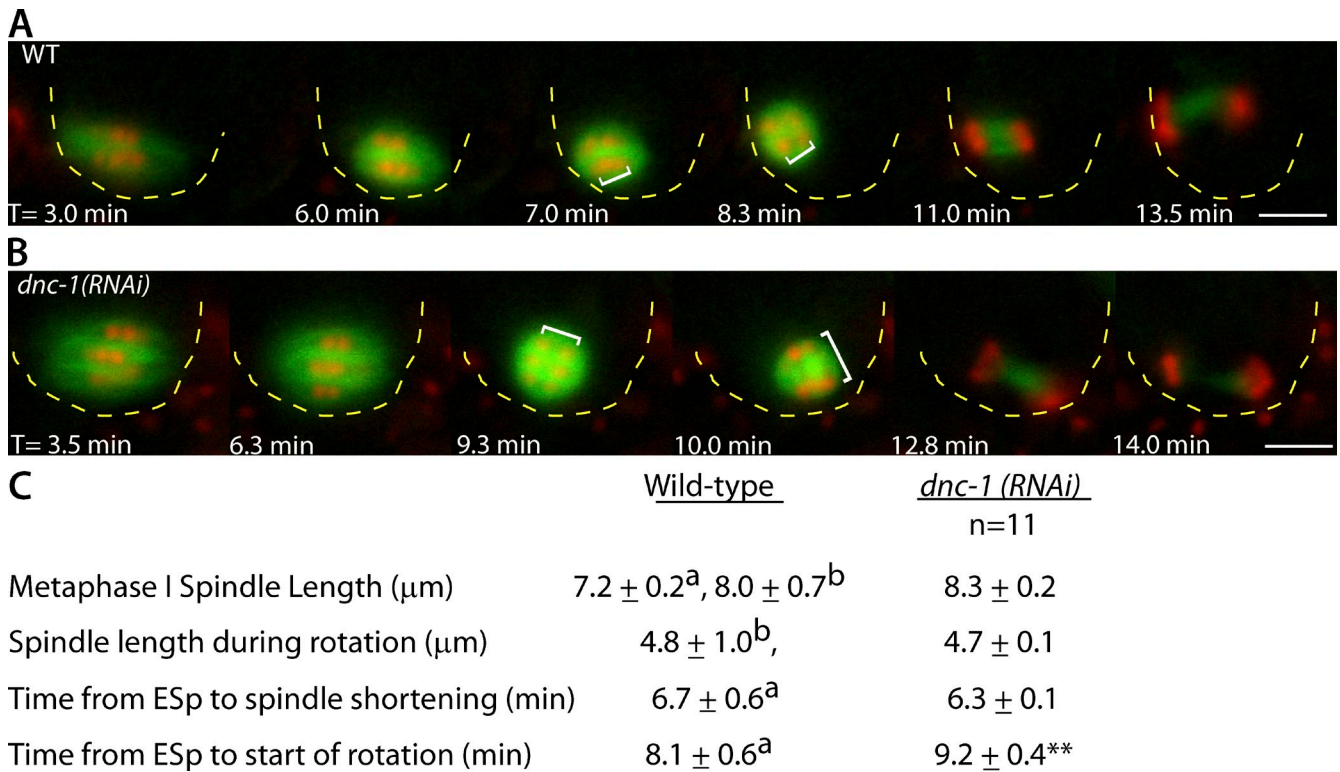 A
WT
T= 3.0 min 6.0 min 7.0 min 8.3 min 11.0 min 13.5 min
B
dnc-1(RNAi)
T= 3.5 min 6.3 min 9.3 min 10.0 min 12.8 min 14.0 min
C Wild-type dnc-1 (RNAi)
n=11
Metaphase I Spindle Length (μm) 7.2 ± 0.2a, 8.0 ± 0.7b 8.3 ± 0.2
Spindle length during rotation (μm) 4.8 ± 1.0b, 4.7 ± 0.1
Time from ESp to spindle shortening (min) 6.7 ± 0.6a 6.3 ± 0.1
Time from ESp to start of rotation (min) 8.1 ± 0.6a 9.2 ± 0.4**